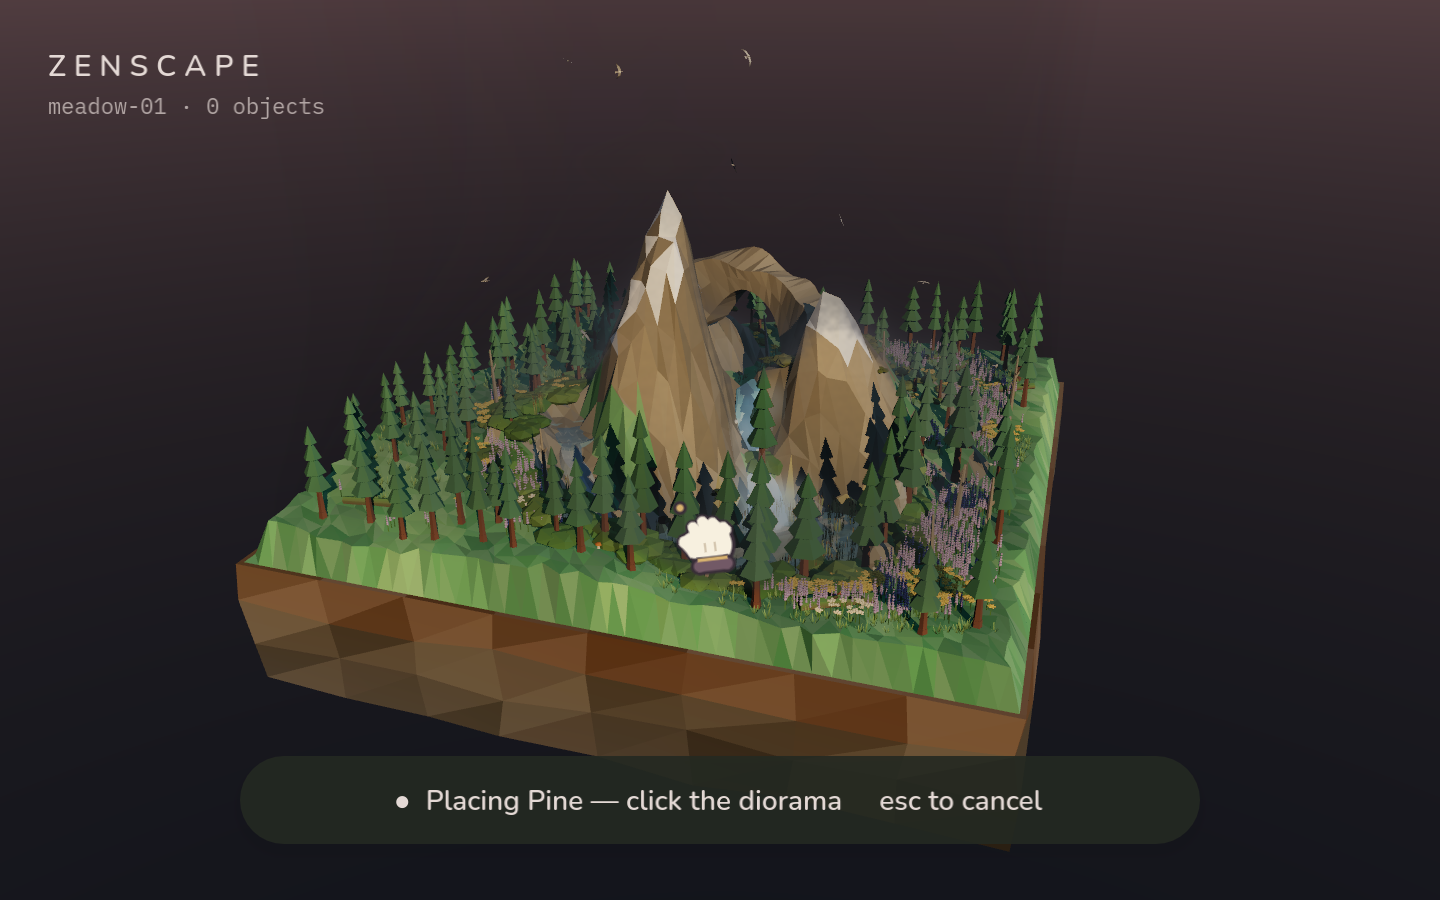 ZENSCAPE
meadow-01 · 0 objects
● Placing Pine — click the diorama esc to cancel